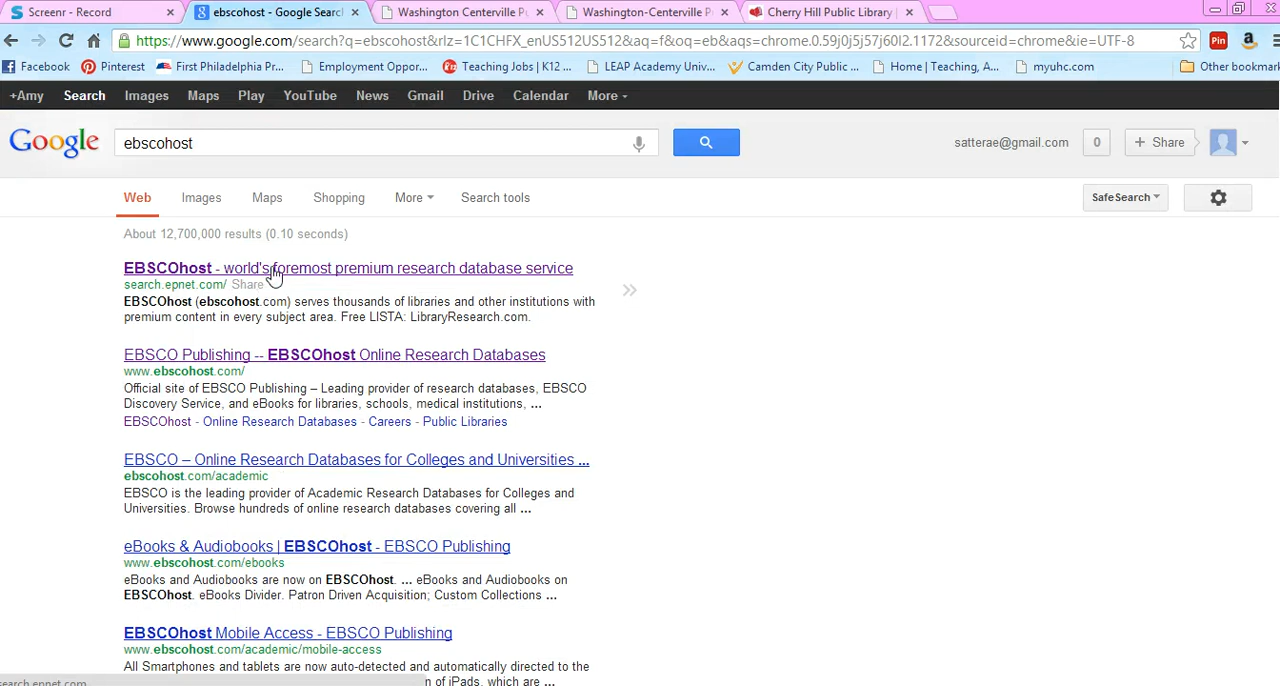 Screenr - Record
ebscohost - Google Search
Washington Centerville Pu
Washington-Centerville P
Cherry Hill Public Library
https://www.google.com/search?q=ebscohost&rlz=1C1CHFX_enUS512US512&aq=f&oq=eb&aqs=chrome.0.59j0j5j57j60l2.1172&sourceid=chrome&ie=UTF-8
Pin
Facebook
Pinterest
First Philadelphia Pr...
Employment Oppor...
Teaching Jobs | K12 ...
LEAP Academy Univ...
Camden City Public ...
Home | Teaching, A...
myuhc.com
Other bookmark
+Amy Search Images Maps Play YouTube News Gmail Drive Calendar More
Google
ebscohost
satterae@gmail.com
0
+ Share
Web Images Maps Shopping More Search tools
SafeSearch
About 12,700,000 results (0.10 seconds)
EBSCOhost - world's foremost premium research database service
search.epnet.com/ Share
EBSCOhost (ebscohost.com) serves thousands of libraries and other institutions with
premium content in every subject area. Free LISTA: LibraryResearch.com.
EBSCO Publishing -- EBSCOhost Online Research Databases
www.ebscohost.com/
Official site of EBSCO Publishing – Leading provider of research databases, EBSCO
Discovery Service, and eBooks for libraries, schools, medical institutions, ...
EBSCOhost - Online Research Databases - Careers - Public Libraries
EBSCO – Online Research Databases for Colleges and Universities ...
ebscohost.com/academic
EBSCO is the leading provider of Academic Research Databases for Colleges and
Universities. Browse hundreds of online research databases covering all ...
eBooks & Audiobooks | EBSCOhost - EBSCO Publishing
www.ebscohost.com/ebooks
eBooks and Audiobooks are now on EBSCOhost. ... eBooks and Audiobooks on
EBSCOhost. eBooks Divider. Patron Driven Acquisition; Custom Collections ...
EBSCOhost Mobile Access - EBSCO Publishing
www.ebscohost.com/academic/mobile-access
All Smartphones and tablets are now auto-detected and automatically directed to the
n of iPads, which are ...
search.epnet.com